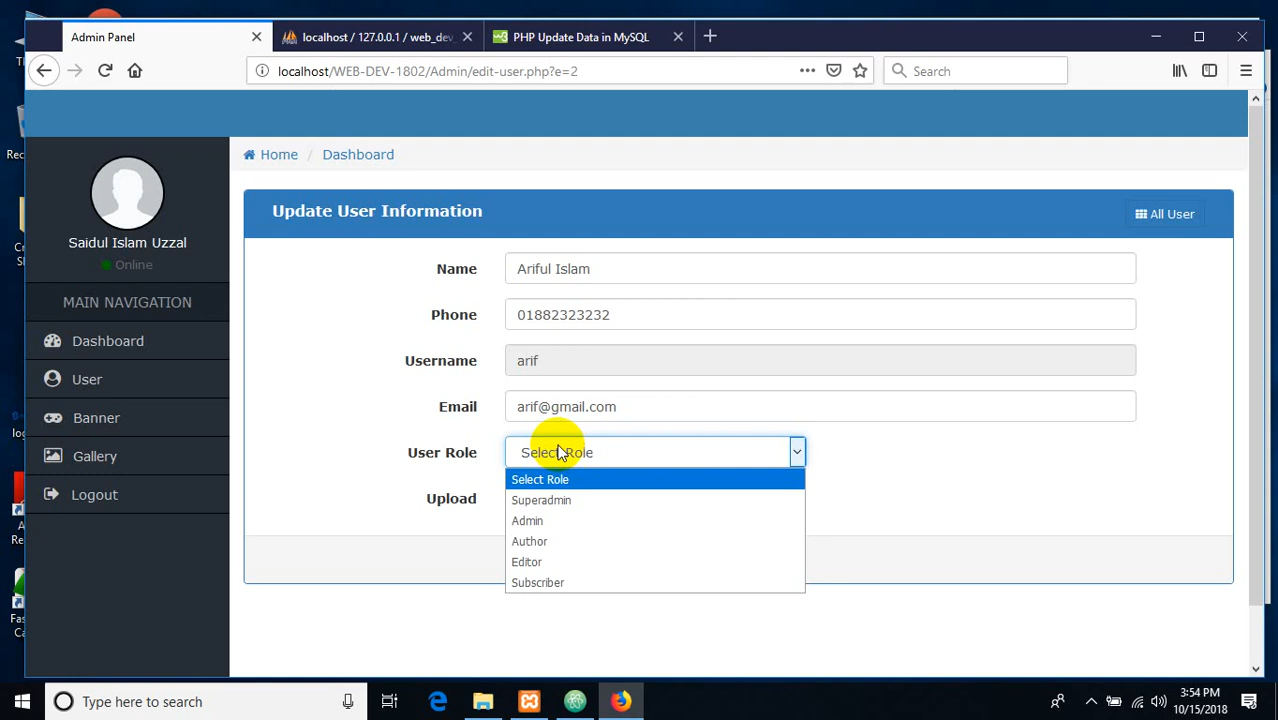 Admin Panel
localhost / 127.0.0.1 / web_dev_
PHP Update Data in MySQL
localhost/WEB-DEV-1802/Admin/edit-user.php?e=2
Search
Home / Dashboard
Saidul Islam Uzzal
Online
MAIN NAVIGATION
Dashboard
User
Banner
Gallery
Logout
Update User Information
All User
Name
Ariful Islam
Phone
01882323232
Username
arif
Email
arif@gmail.com
User Role
Select Role
Select Role
Superadmin
Admin
Author
Editor
Subscriber
Upload
Type here to search
3:54 PM
10/15/2018